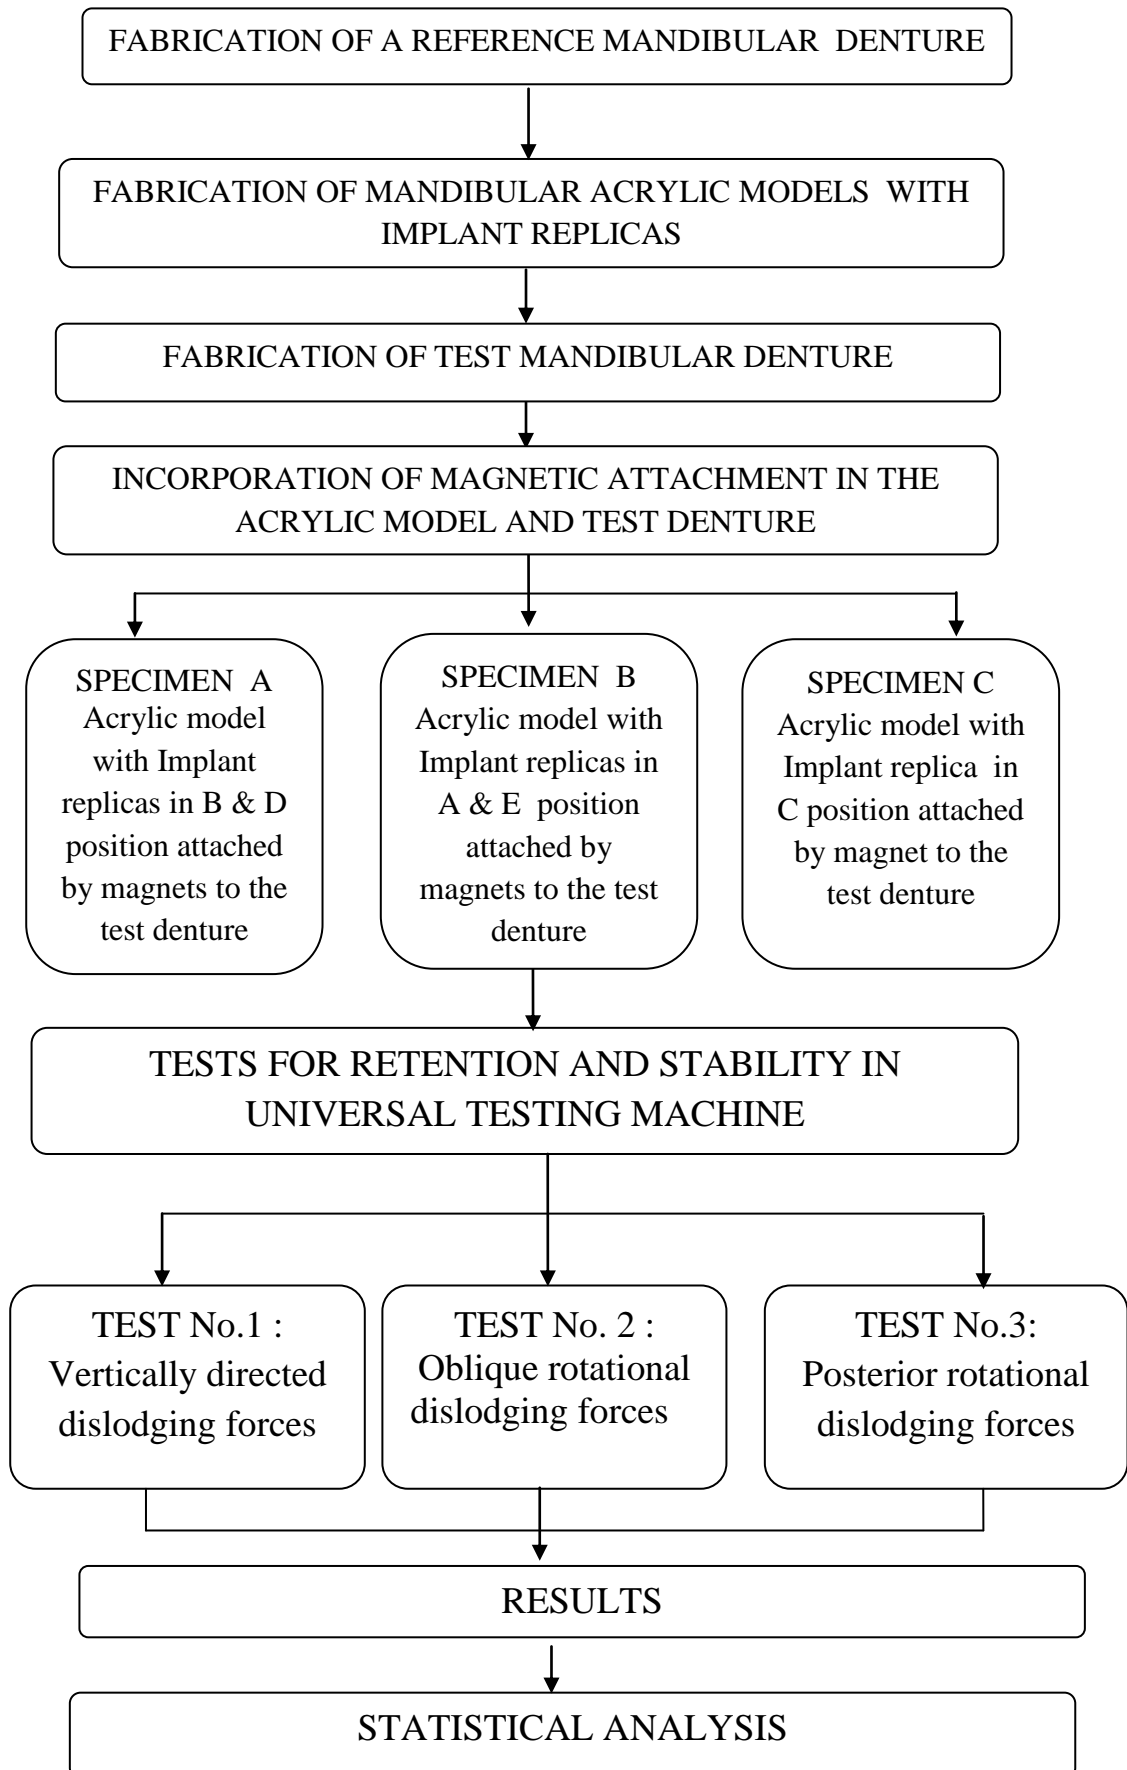 FABRICATION OF A REFERENCE MANDIBULAR DENTURE
FABRICATION OF MANDIBULAR ACRYLIC MODELS WITH
IMPLANT REPLICAS
FABRICATION OF TEST MANDIBULAR DENTURE
INCORPORATION OF MAGNETIC ATTACHMENT IN THE
ACRYLIC MODEL AND TEST DENTURE
SPECIMEN A
Acrylic model
with Implant
replicas in B & D
position attached
by magnets to the
test denture
SPECIMEN B
Acrylic model with
Implant replicas in
A & E position
attached by
magnets to the test
denture
SPECIMEN C
Acrylic model with
Implant replica in
C position attached
by magnet to the
test denture
TESTS FOR RETENTION AND STABILITY IN
UNIVERSAL TESTING MACHINE
TEST No.1 :
Vertically directed
dislodging forces
TEST No. 2 :
Oblique rotational
dislodging forces
TEST No.3:
Posterior rotational
dislodging forces
RESULTS
STATISTICAL ANALYSIS